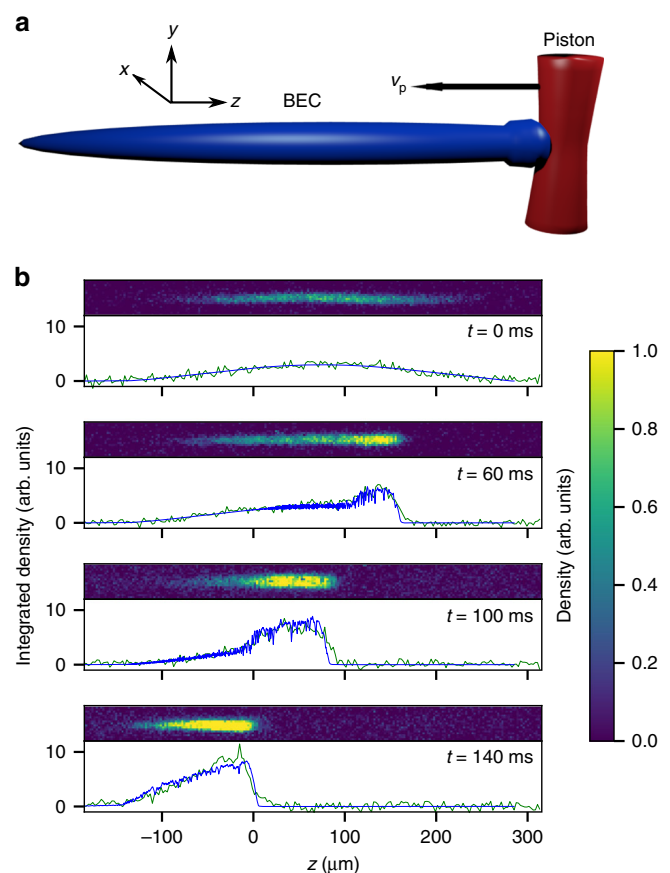 a
y
x
z
BEC
Piston
vp
b
t = 0 ms
10
0
t = 60 ms
10
0
t = 100 ms
10
0
t = 140 ms
10
0
Integrated density (arb. units)
−100 0 100 200 300
z (μm)
Density (arb. units)
1.0
0.8
0.6
0.4
0.2
0.0